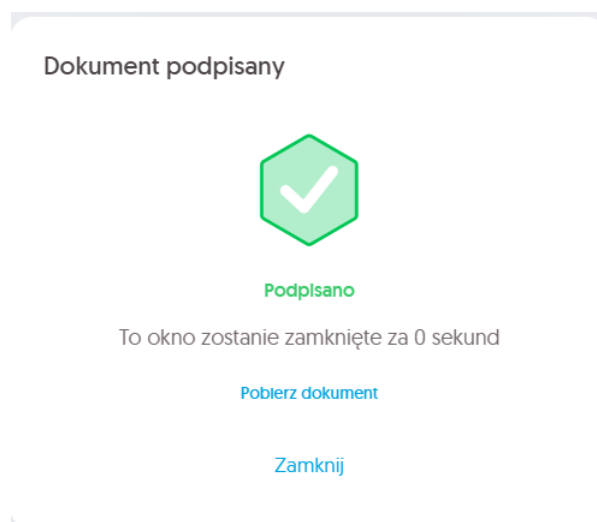 Dokument podpisany
Podpisano
To okno zostanie zamknięte za 0 sekund
Pobierz dokument
Zamknij